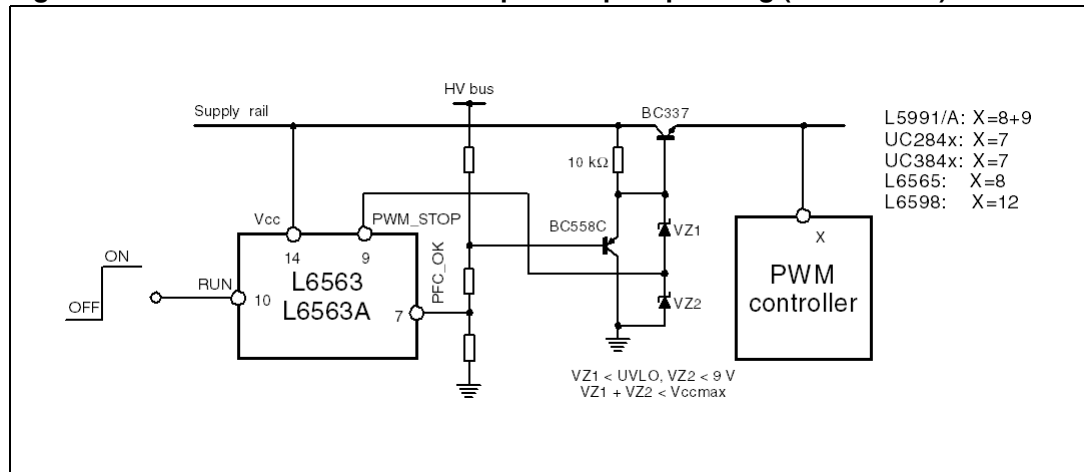 HV bus
Supply rail
BC337
L5991/A: X=8+9
UC284x: X=7
UC384x: X=7
L6565: X=8
L6598: X=12
10 kΩ
Vcc
PWM_STOP
BC558C
VZ1
VZ2
X
14
9
L6563
L6563A
10
7
RUN
ON
OFF
PFC_OK
PWM
controller
VZ1 < UVLO, VZ2 < 9 V
VZ1 + VZ2 < Vccmax